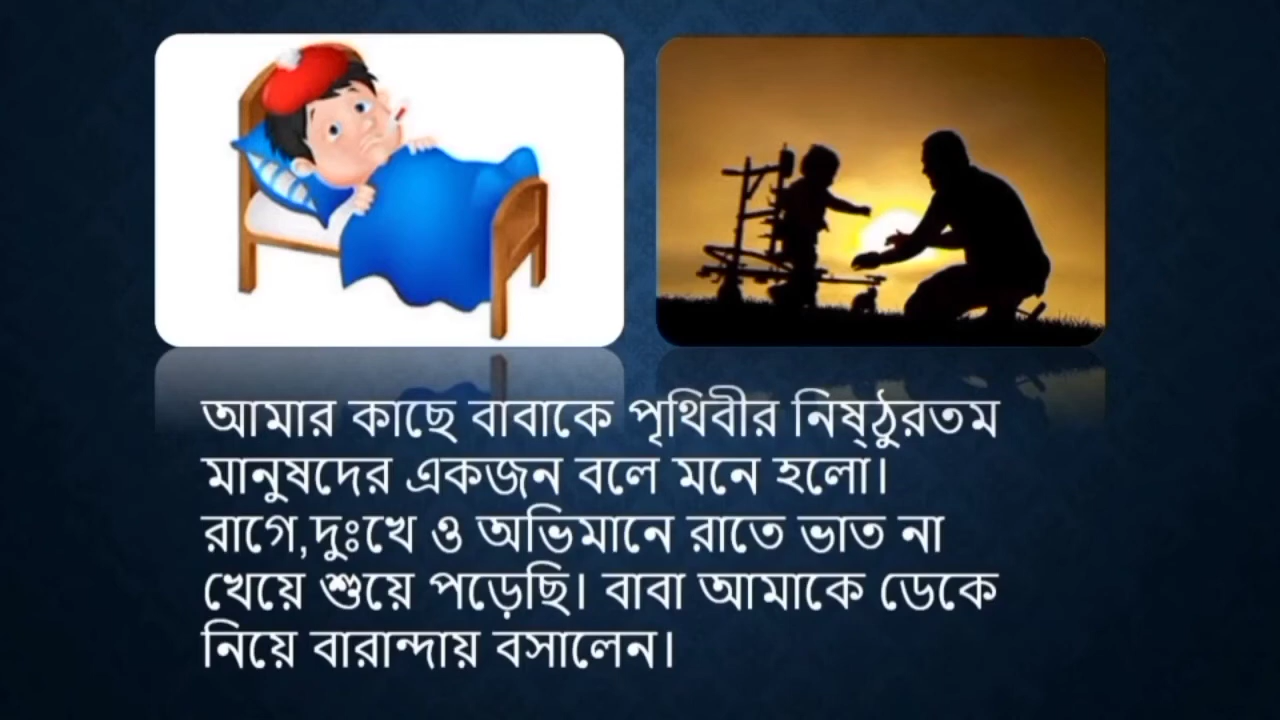 আমার কাছে বাবাকে পৃথিবীর নিষ্ঠুরতম
মানুষদের একজন বলে মনে হলো।
রাগে,দুঃখে ও অভিমানে রাতে ভাত না
খেয়ে শুয়ে পড়েছি। বাবা আমাকে ডেকে
নিয়ে বারান্দায় বসালেন।